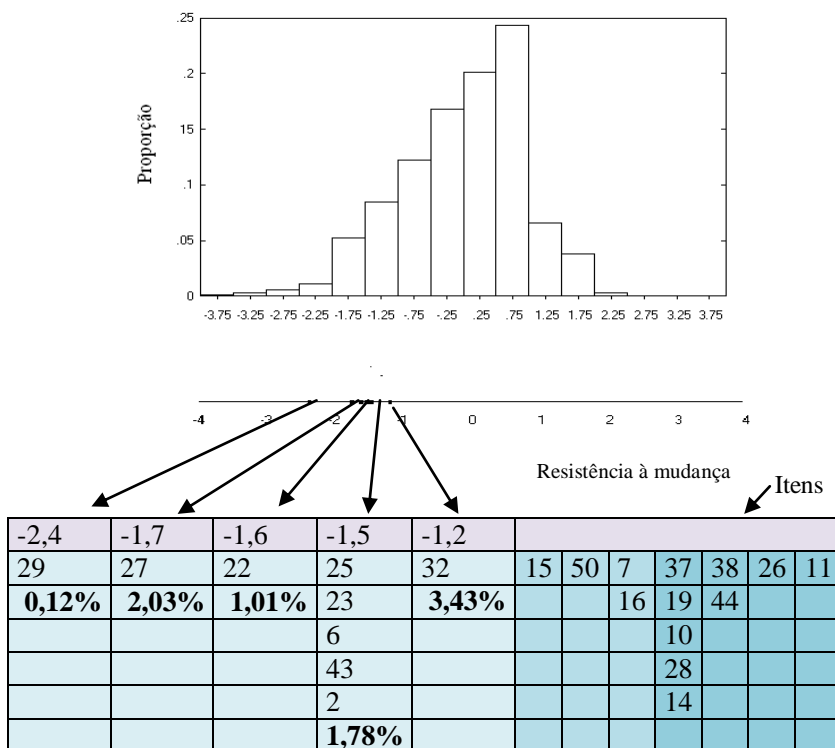 .25
.2
15
.1
.05
0
Proporção
-3.75 -3.25 -2.75 -2.25 -1.75 -1.25 -.75 -.25 .25 .75 1.25 1.75 2.25 2.75 3.25 3.75
-4 -3 -2 -1 0 1 2 3 4
Resistência à mudança
Itens
-2,4 -1,7 -1,6 -1,5 -1,2
29 27 22 25 32 15 50 7 37 38 26 11
0,12% 2,03% 1,01% 23 3,43% 16 19 44
6 10
43 28
2 14
1,78%